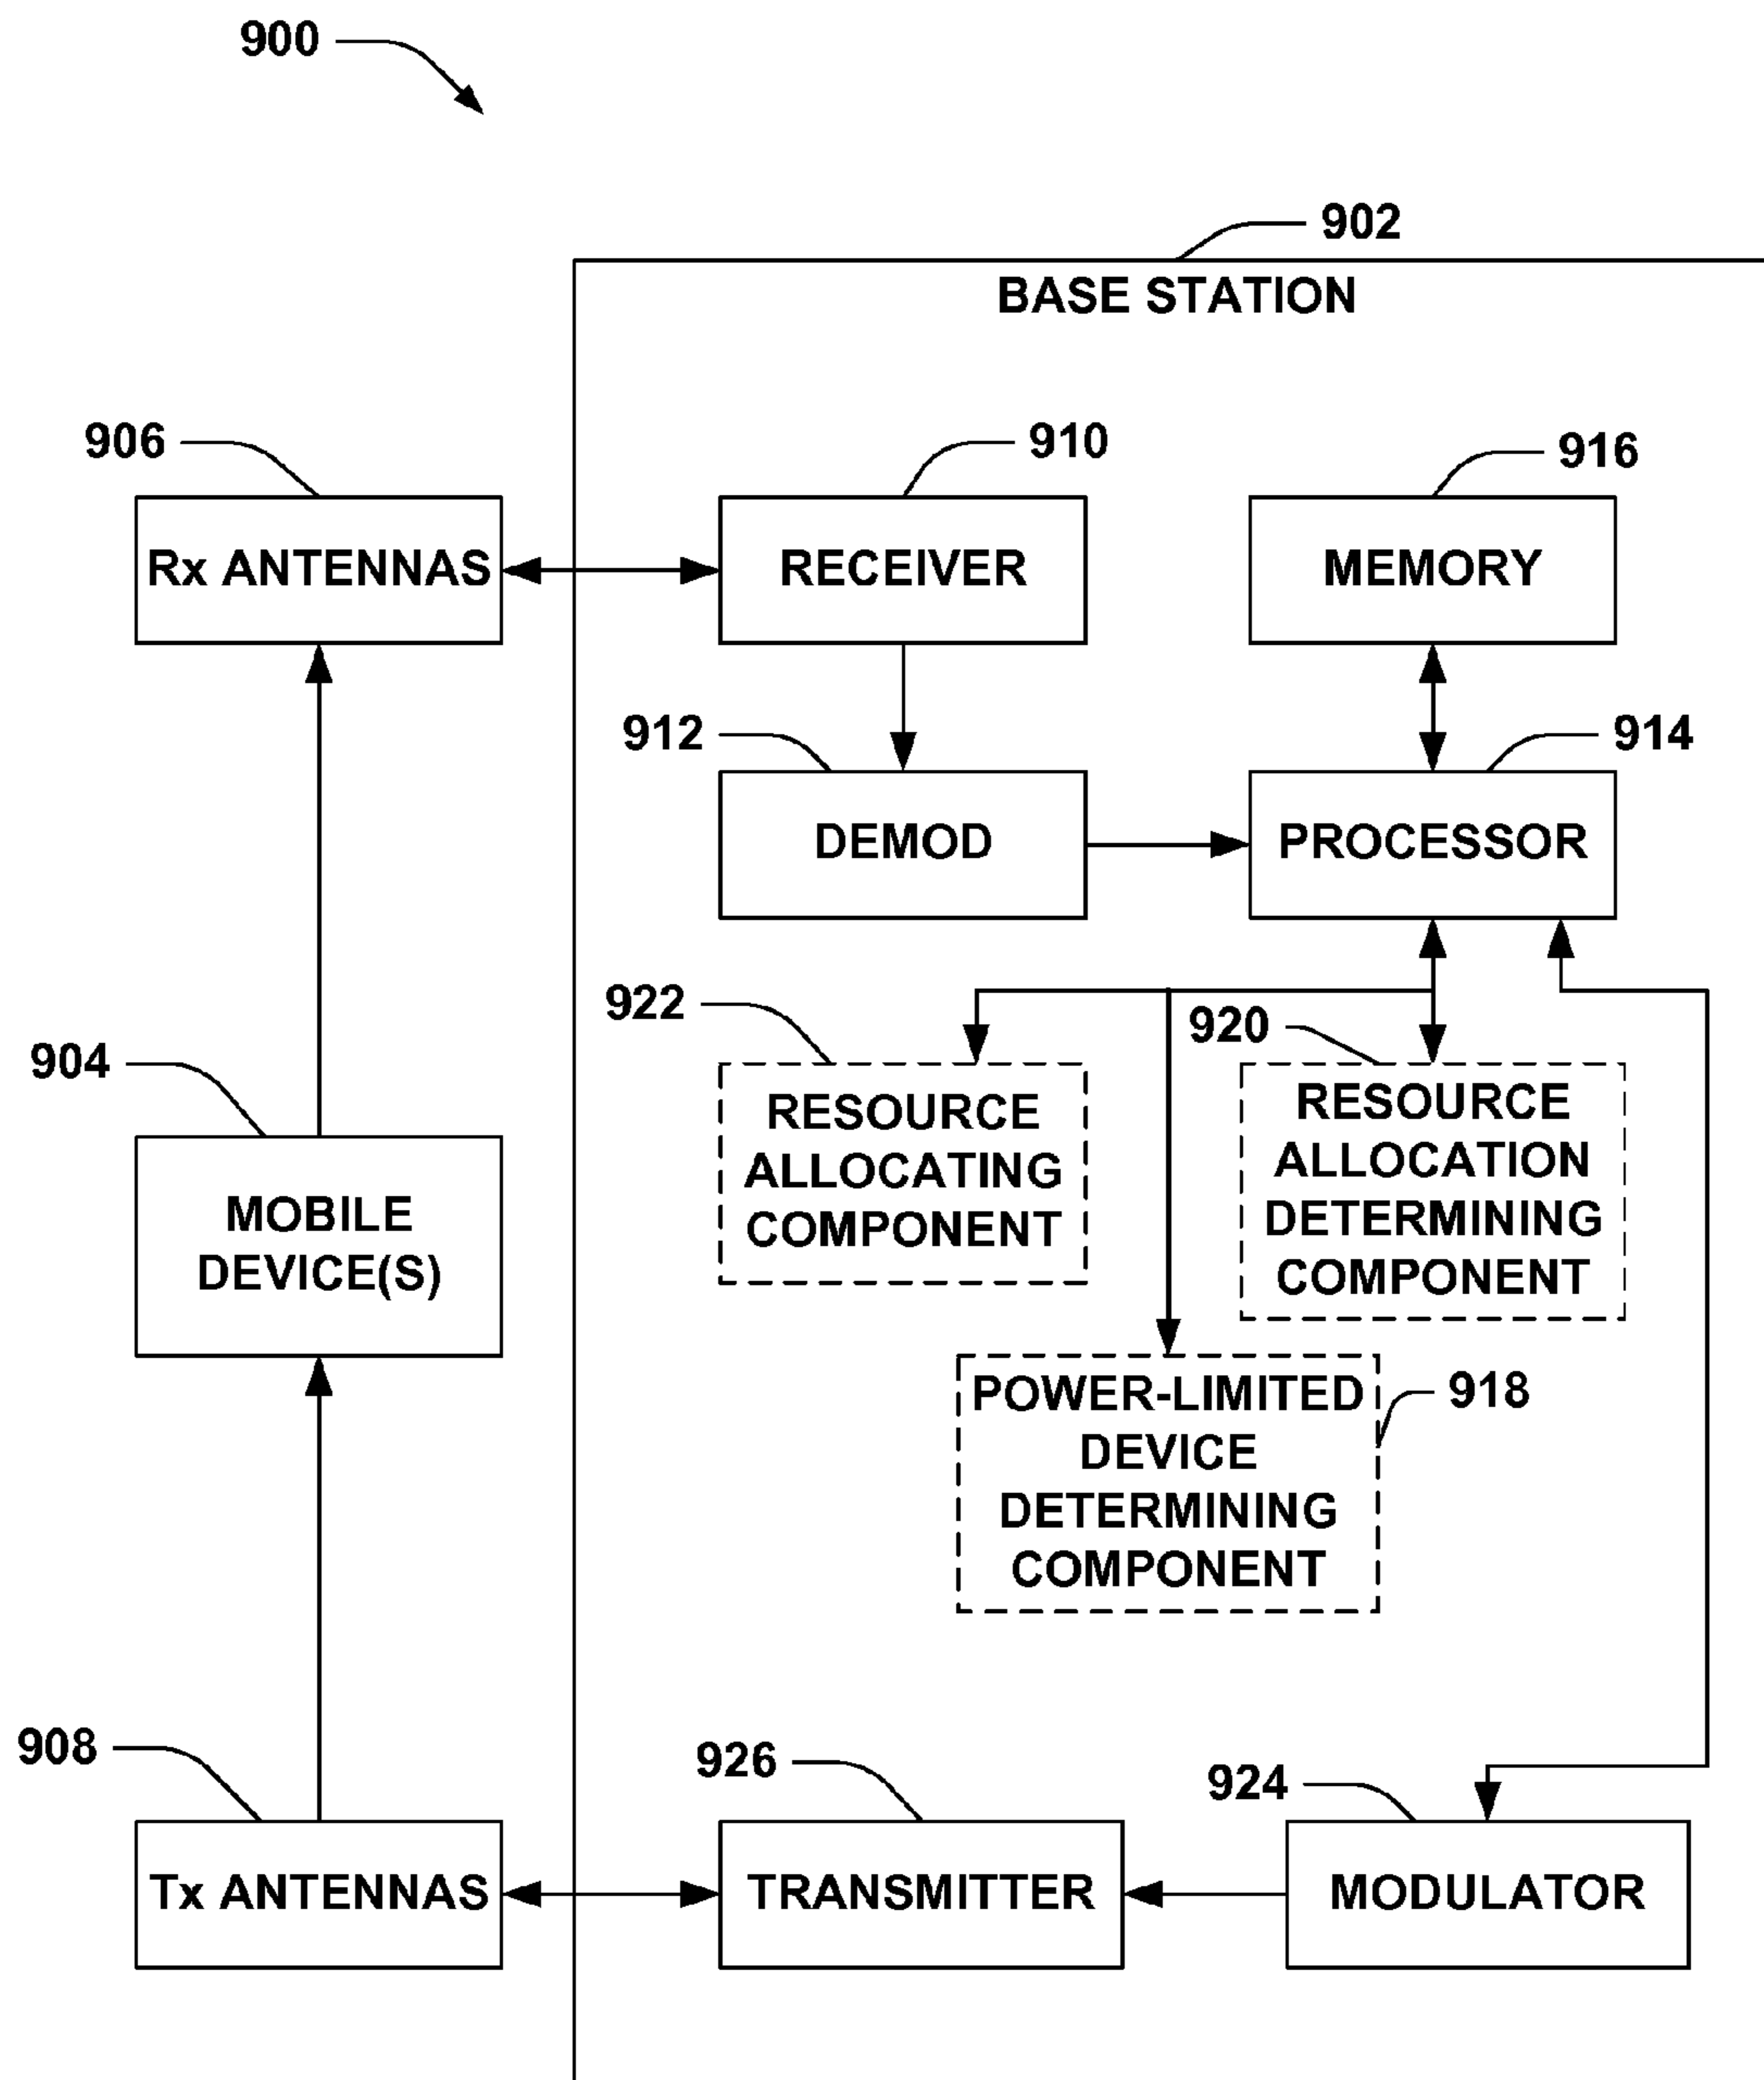 900
902
BASE STATION
906
910
916
Rx ANTENNAS
RECEIVER
MEMORY
912
914
DEMOD
PROCESSOR
922
920
904
RESOURCE
ALLOCATING
COMPONENT
RESOURCE
ALLOCATION
DETERMINING
COMPONENT
MOBILE
DEVICE(S)
POWER-LIMITED
DEVICE
DETERMINING
COMPONENT
918
908
926
924
Tx ANTENNAS
TRANSMITTER
MODULATOR